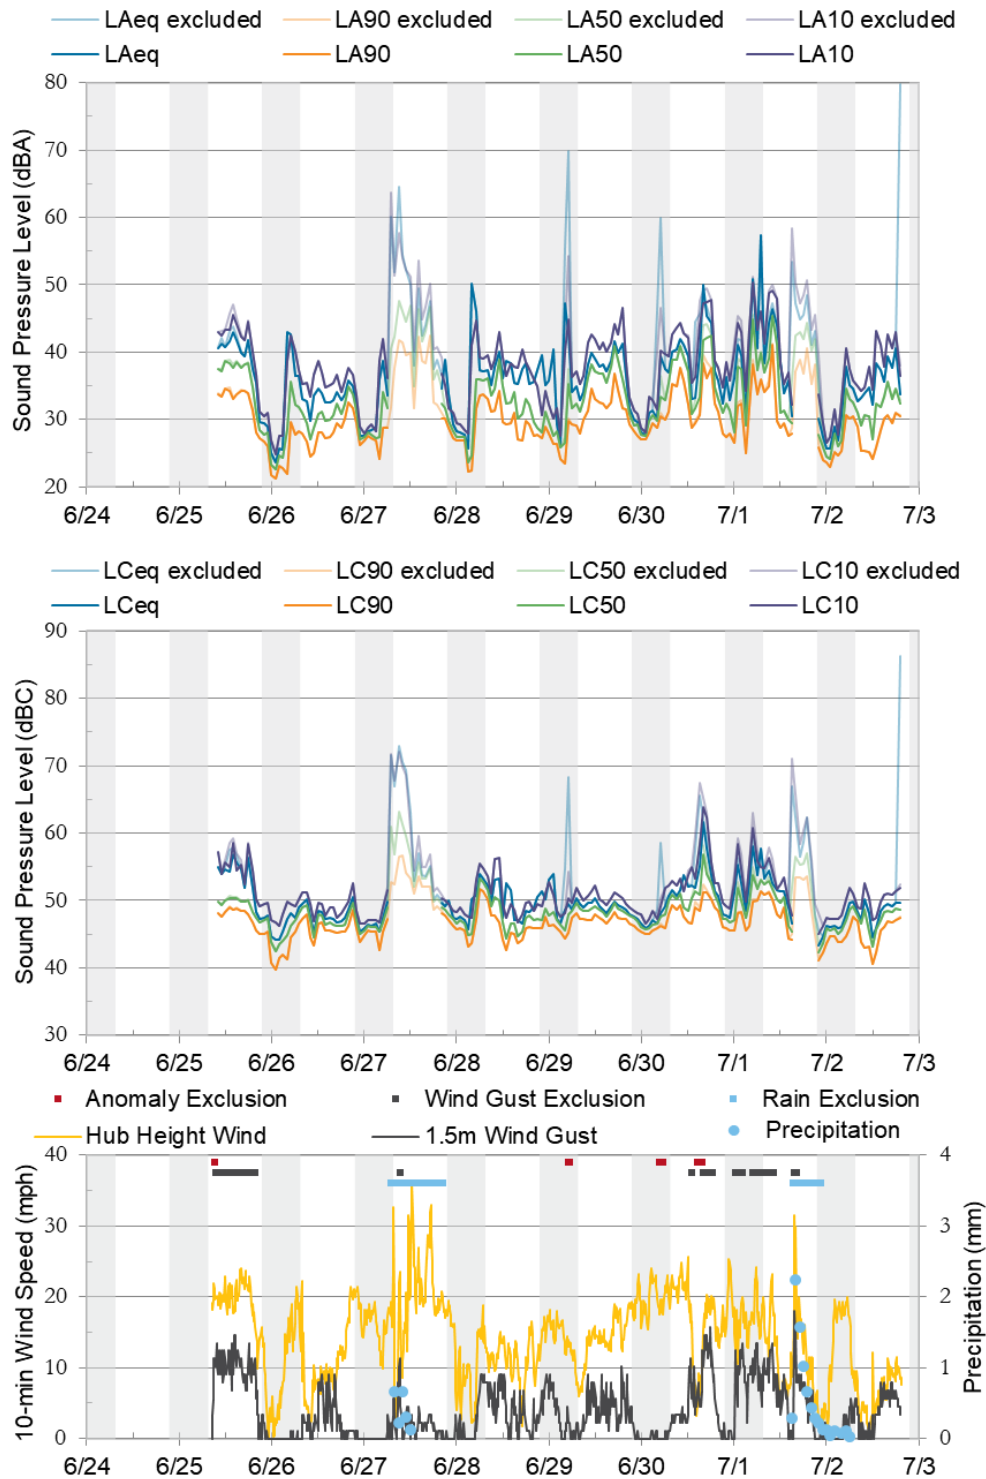 LAeq excluded LA90 excluded LA50 excluded LA10 excluded
LAeq LA90 LA50 LA10
Sound Pressure Level (dBA)
80
70
60
50
40
30
20
6/24 6/25 6/26 6/27 6/28 6/29 6/30 7/1 7/2 7/3
LCeq excluded LC90 excluded LC50 excluded LC10 excluded
LCeq LC90 LC50 LC10
Sound Pressure Level (dBC)
90
80
70
60
50
40
30
6/24 6/25 6/26 6/27 6/28 6/29 6/30 7/1 7/2 7/3
Anomaly Exclusion Wind Gust Exclusion Rain Exclusion
Hub Height Wind 1.5m Wind Gust Precipitation
10-min Wind Speed (mph)
40 4
30 3
20 2
10 1
0 0
Precipitation (mm)
6/24 6/25 6/26 6/27 6/28 6/29 6/30 7/1 7/2 7/3